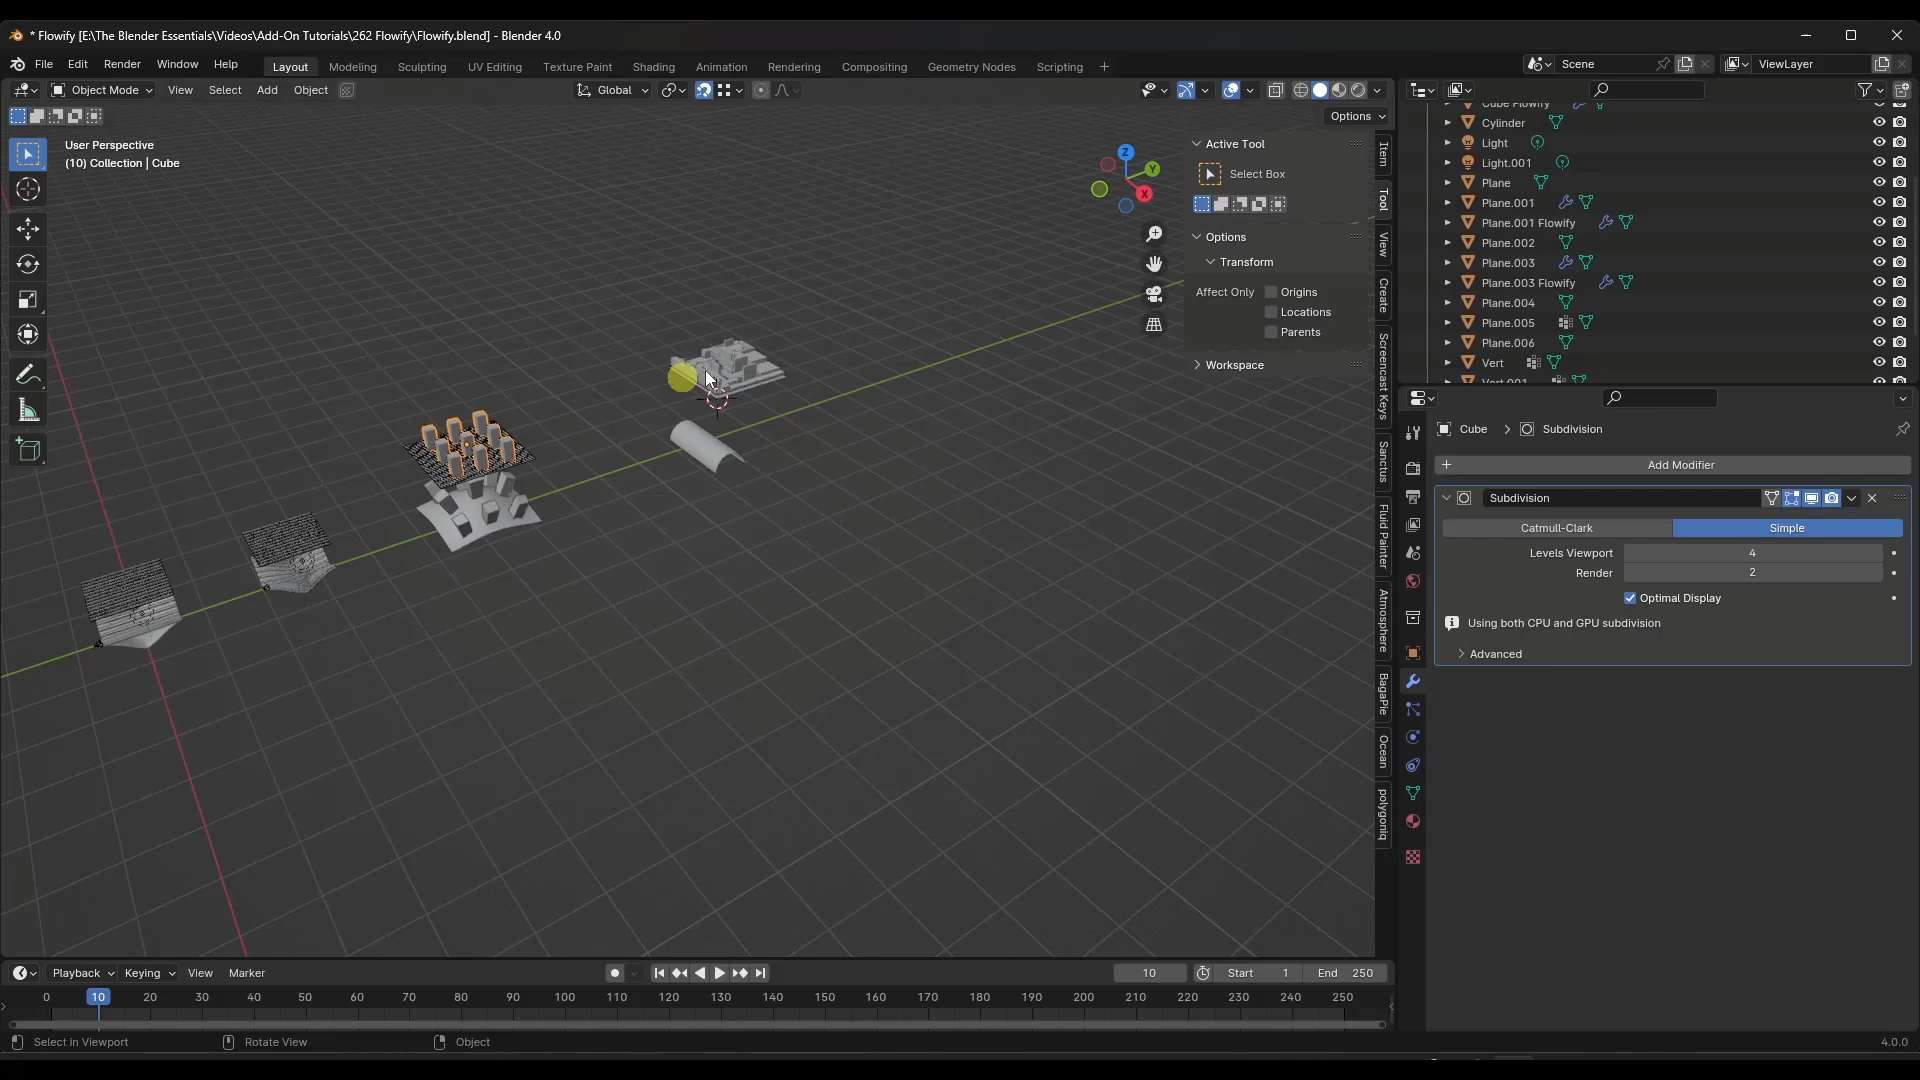 * Flowify [E:\The Blender Essentials\Videos\Add-On Tutorials\262 Flowify\Flowify.blend] - Blender 4.0
File Edit Render Window Help Layout Modeling Sculpting UV Editing Texture Paint Shading Animation Rendering Compositing Geometry Nodes Scripting + Scene ViewLayer
Object Mode View Select Add Object Global
Options
User Perspective
(10) Collection | Cube
Z
Y
X
Active Tool
Select Box
Options
Transform
Affect Only Origins
Locations
Parents
Workspace
Item
Tool
View
Create
Screencast Keys
Sanctus
Fluid Painter
Atmosphere
BagaPie
Ocean
polygoniq
Cube Flowify
Cylinder
Light
Light.001
Plane
Plane.001
Plane.001 Flowify
Plane.002
Plane.003
Plane.003 Flowify
Plane.004
Plane.005
Plane.006
Vert
Vert.001
Cube > Subdivision
+ Add Modifier
Subdivision
Catmull-Clark Simple
Levels Viewport 4
Render 2
Optimal Display
Using both CPU and GPU subdivision
Advanced
Playback Keying View Marker 10 Start 1 End 250
0 10 20 30 40 50 60 70 80 90 100 110 120 130 140 150 160 170 180 190 200 210 220 230 240 250
Select in Viewport Rotate View Object 4.0.0